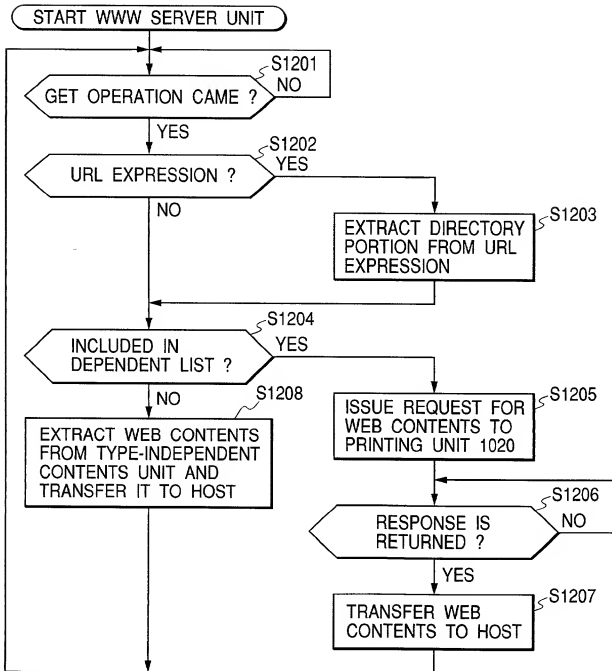 START WWW SERVER UNIT
S1201
GET OPERATION CAME ?
NO
YES
S1202
URL EXPRESSION ?
YES
NO
S1203
EXTRACT DIRECTORY
PORTION FROM URL
EXPRESSION
S1204
INCLUDED IN
DEPENDENT LIST ?
YES
NO
S1208
EXTRACT WEB CONTENTS
FROM TYPE-INDEPENDENT
CONTENTS UNIT AND
TRANSFER IT TO HOST
S1205
ISSUE REQUEST FOR
WEB CONTENTS TO
PRINTING UNIT 1020
S1206
RESPONSE IS
RETURNED ?
NO
YES
S1207
TRANSFER WEB
CONTENTS TO HOST